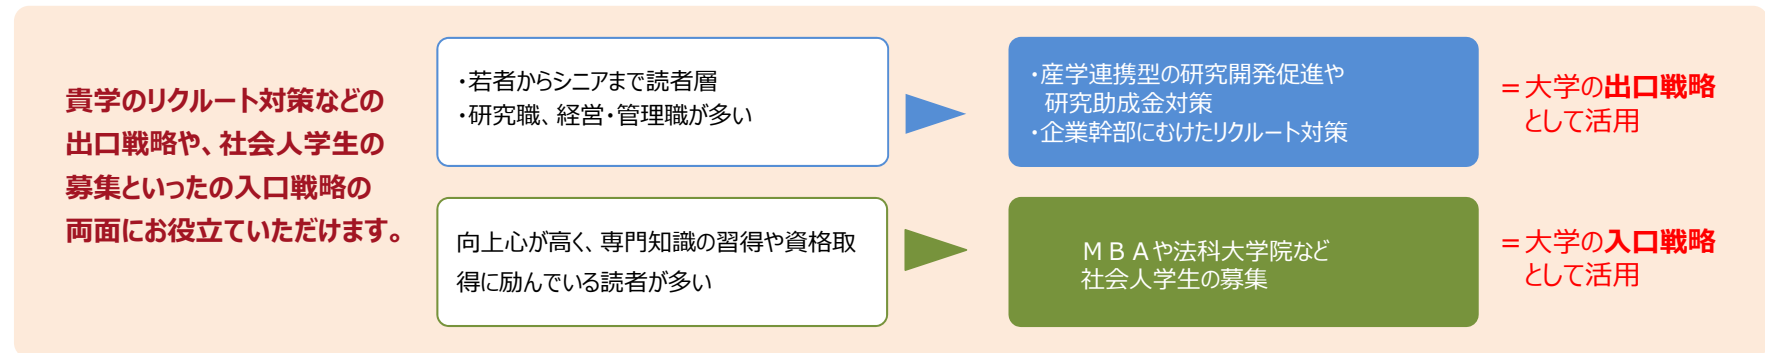 貴学のリクルート対策などの
出口戦略や、社会人学生の
募集といったの入口戦略の
両面にお役立ていただけます。
・若者からシニアまで読者層
・研究職、経営・管理職が多い
・産学連携型の研究開発促進や
研究助成金対策
・企業幹部にむけたリクルート対策
＝大学の出口戦略
として活用
向上心が高く、専門知識の習得や資格取
得に励んでいる読者が多い
ＭＢＡや法科大学院など
社会人学生の募集
＝大学の入口戦略
として活用